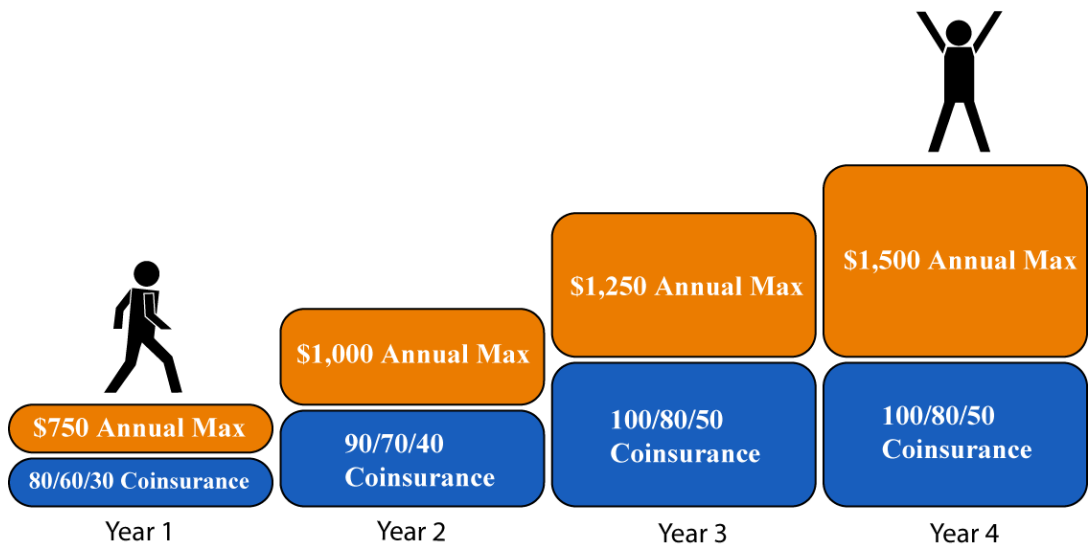 $750 Annual Max
80/60/30 Coinsurance
Year 1
$1,000 Annual Max
90/70/40
Coinsurance
Year 2
$1,250 Annual Max
100/80/50
Coinsurance
Year 3
$1,500 Annual Max
100/80/50
Coinsurance
Year 4